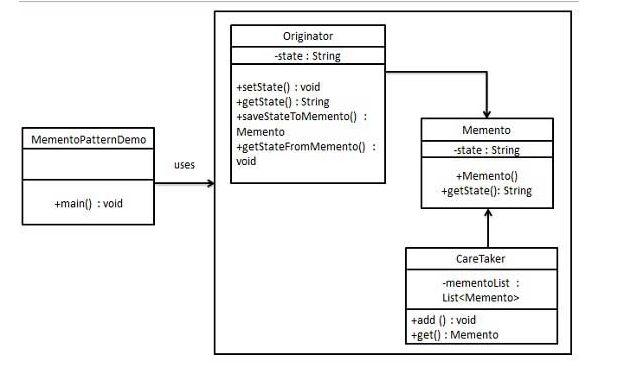 MementoPatternDemo
+main() : void
uses
Originator
-state : String
+setState() : void
+getState() : String
+saveStateToMemento() :
Memento
+getStateFromMemento() :
void
Memento
-state : String
+Memento()
+getState(): String
CareTaker
-mementoList :
List<Memento>
+add () : void
+get() : Memento